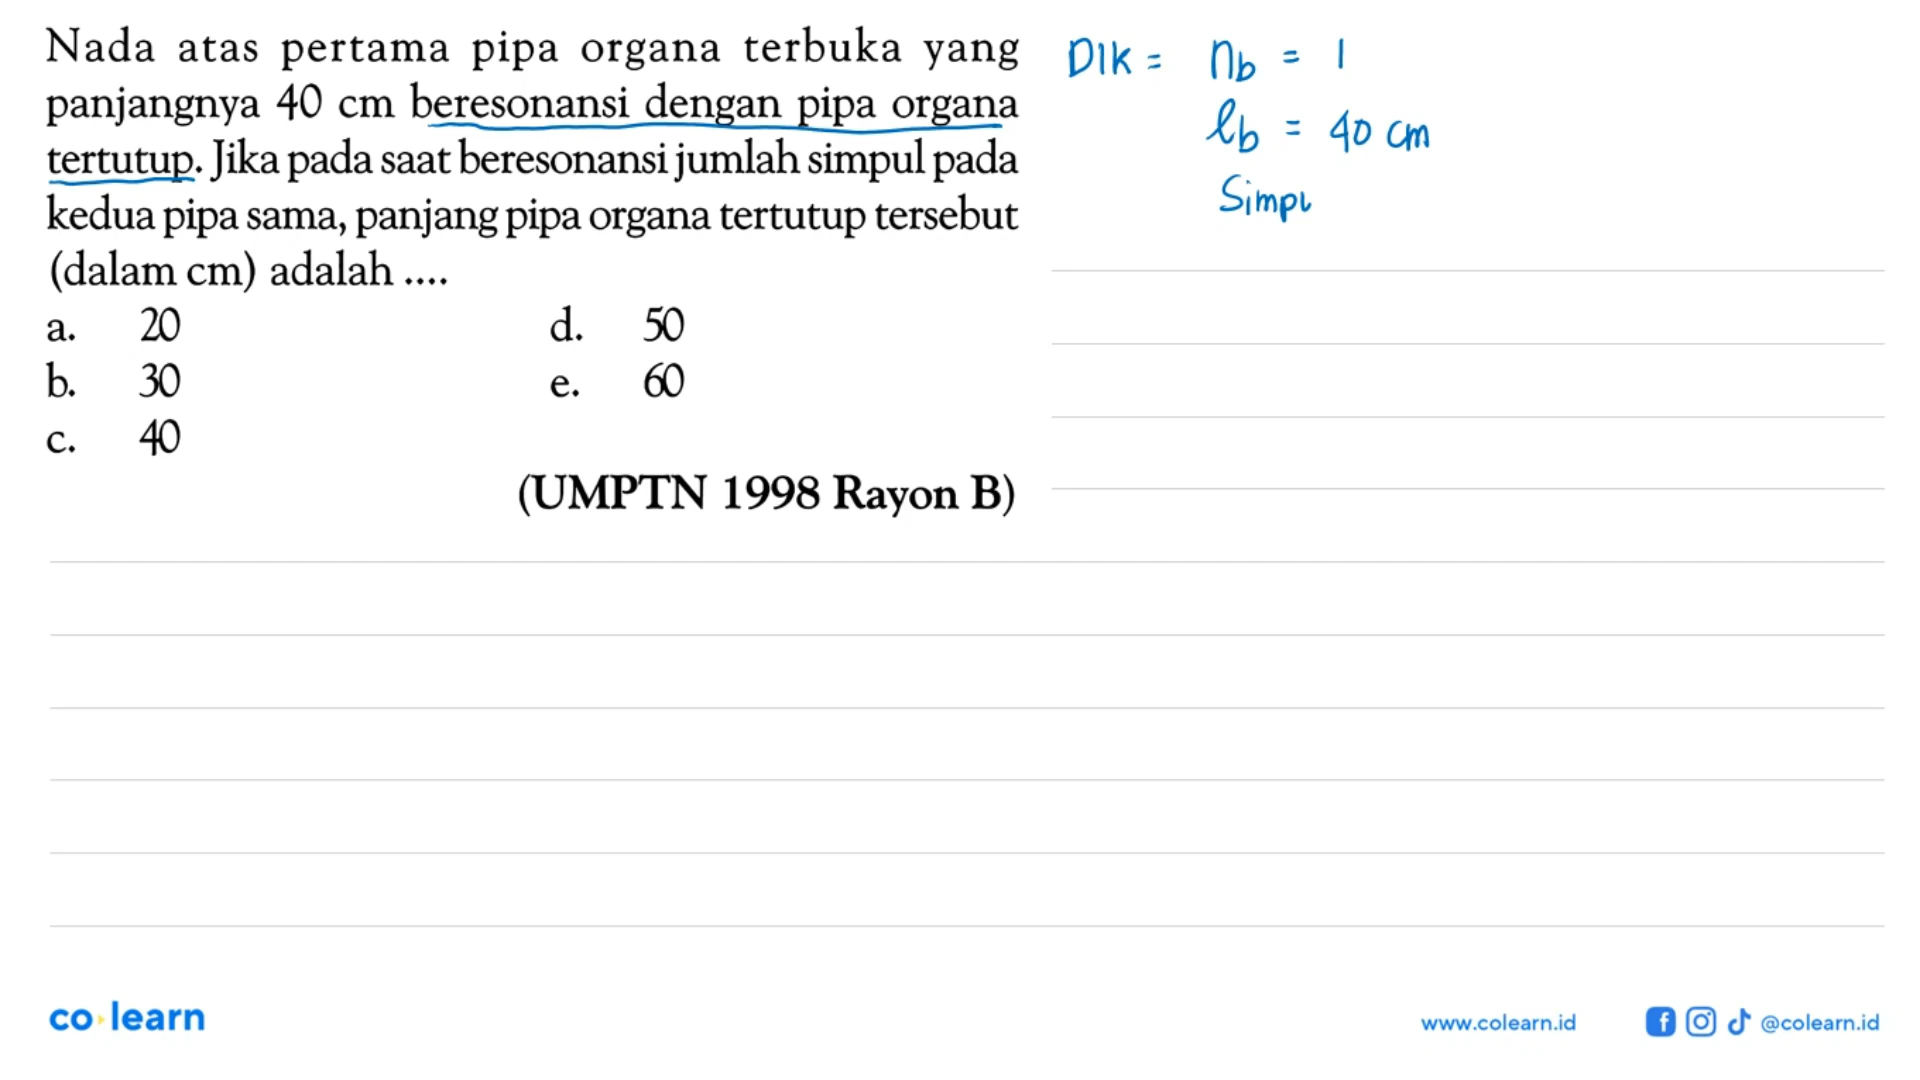 Nada atas pertama pipa organa terbuka yang
panjangnya 40 cm beresonansi dengan pipa organa
tertutup. Jika pada saat beresonansi jumlah simpul pada
kedua pipa sama, panjang pipa organa tertutup tersebut
(dalam cm) adalah ....
a. 20
b. 30
c. 40
d. 50
e. 60
(UMPTN 1998 Rayon B)
DIK = nb = 1
lb = 40 cm
Simpu
co learn
www.colearn.id
@colearn.id